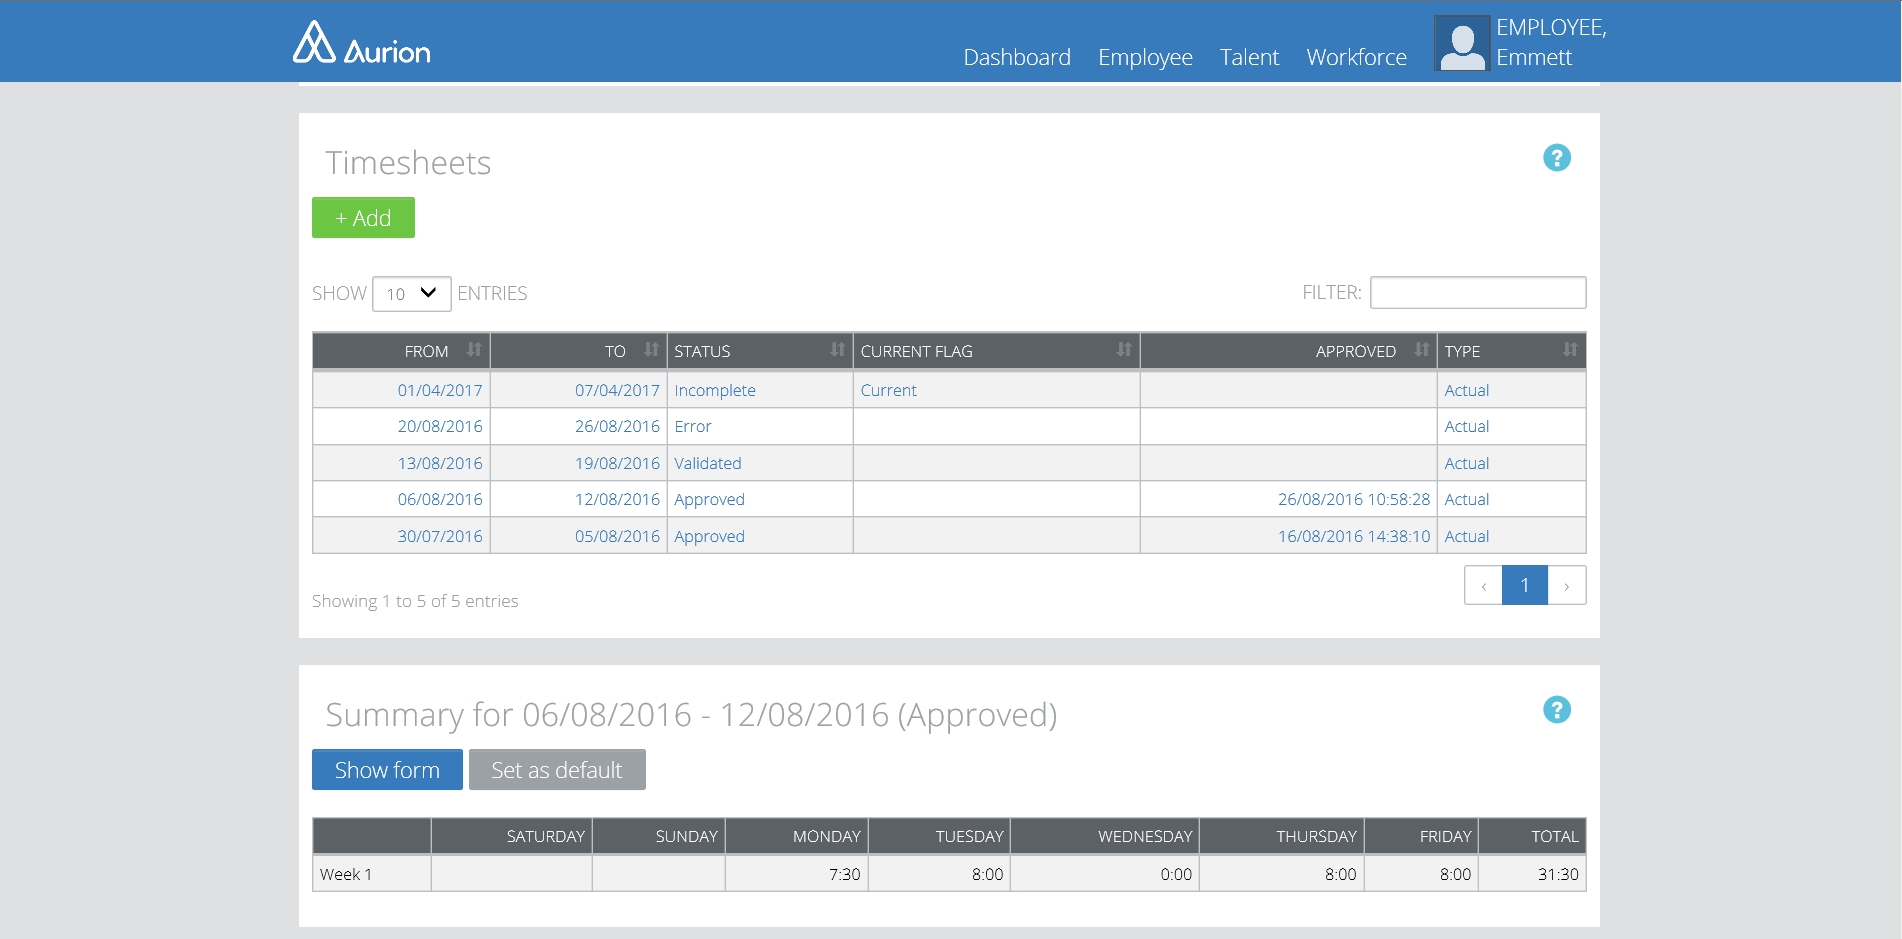 Aurion
Dashboard Employee Talent Workforce
EMPLOYEE,
Emmett
Timesheets
?
+ Add
SHOW 10 ENTRIES
FILTER:
FROM TO STATUS CURRENT FLAG APPROVED TYPE
01/04/2017 07/04/2017 Incomplete Current Actual
20/08/2016 26/08/2016 Error Actual
13/08/2016 19/08/2016 Validated Actual
06/08/2016 12/08/2016 Approved 26/08/2016 10:58:28 Actual
30/07/2016 05/08/2016 Approved 16/08/2016 14:38:10 Actual
‹ 1 ›
Showing 1 to 5 of 5 entries
Summary for 06/08/2016 - 12/08/2016 (Approved)
?
Show form Set as default
SATURDAY SUNDAY MONDAY TUESDAY WEDNESDAY THURSDAY FRIDAY TOTAL
Week 1 7:30 8:00 0:00 8:00 8:00 31:30